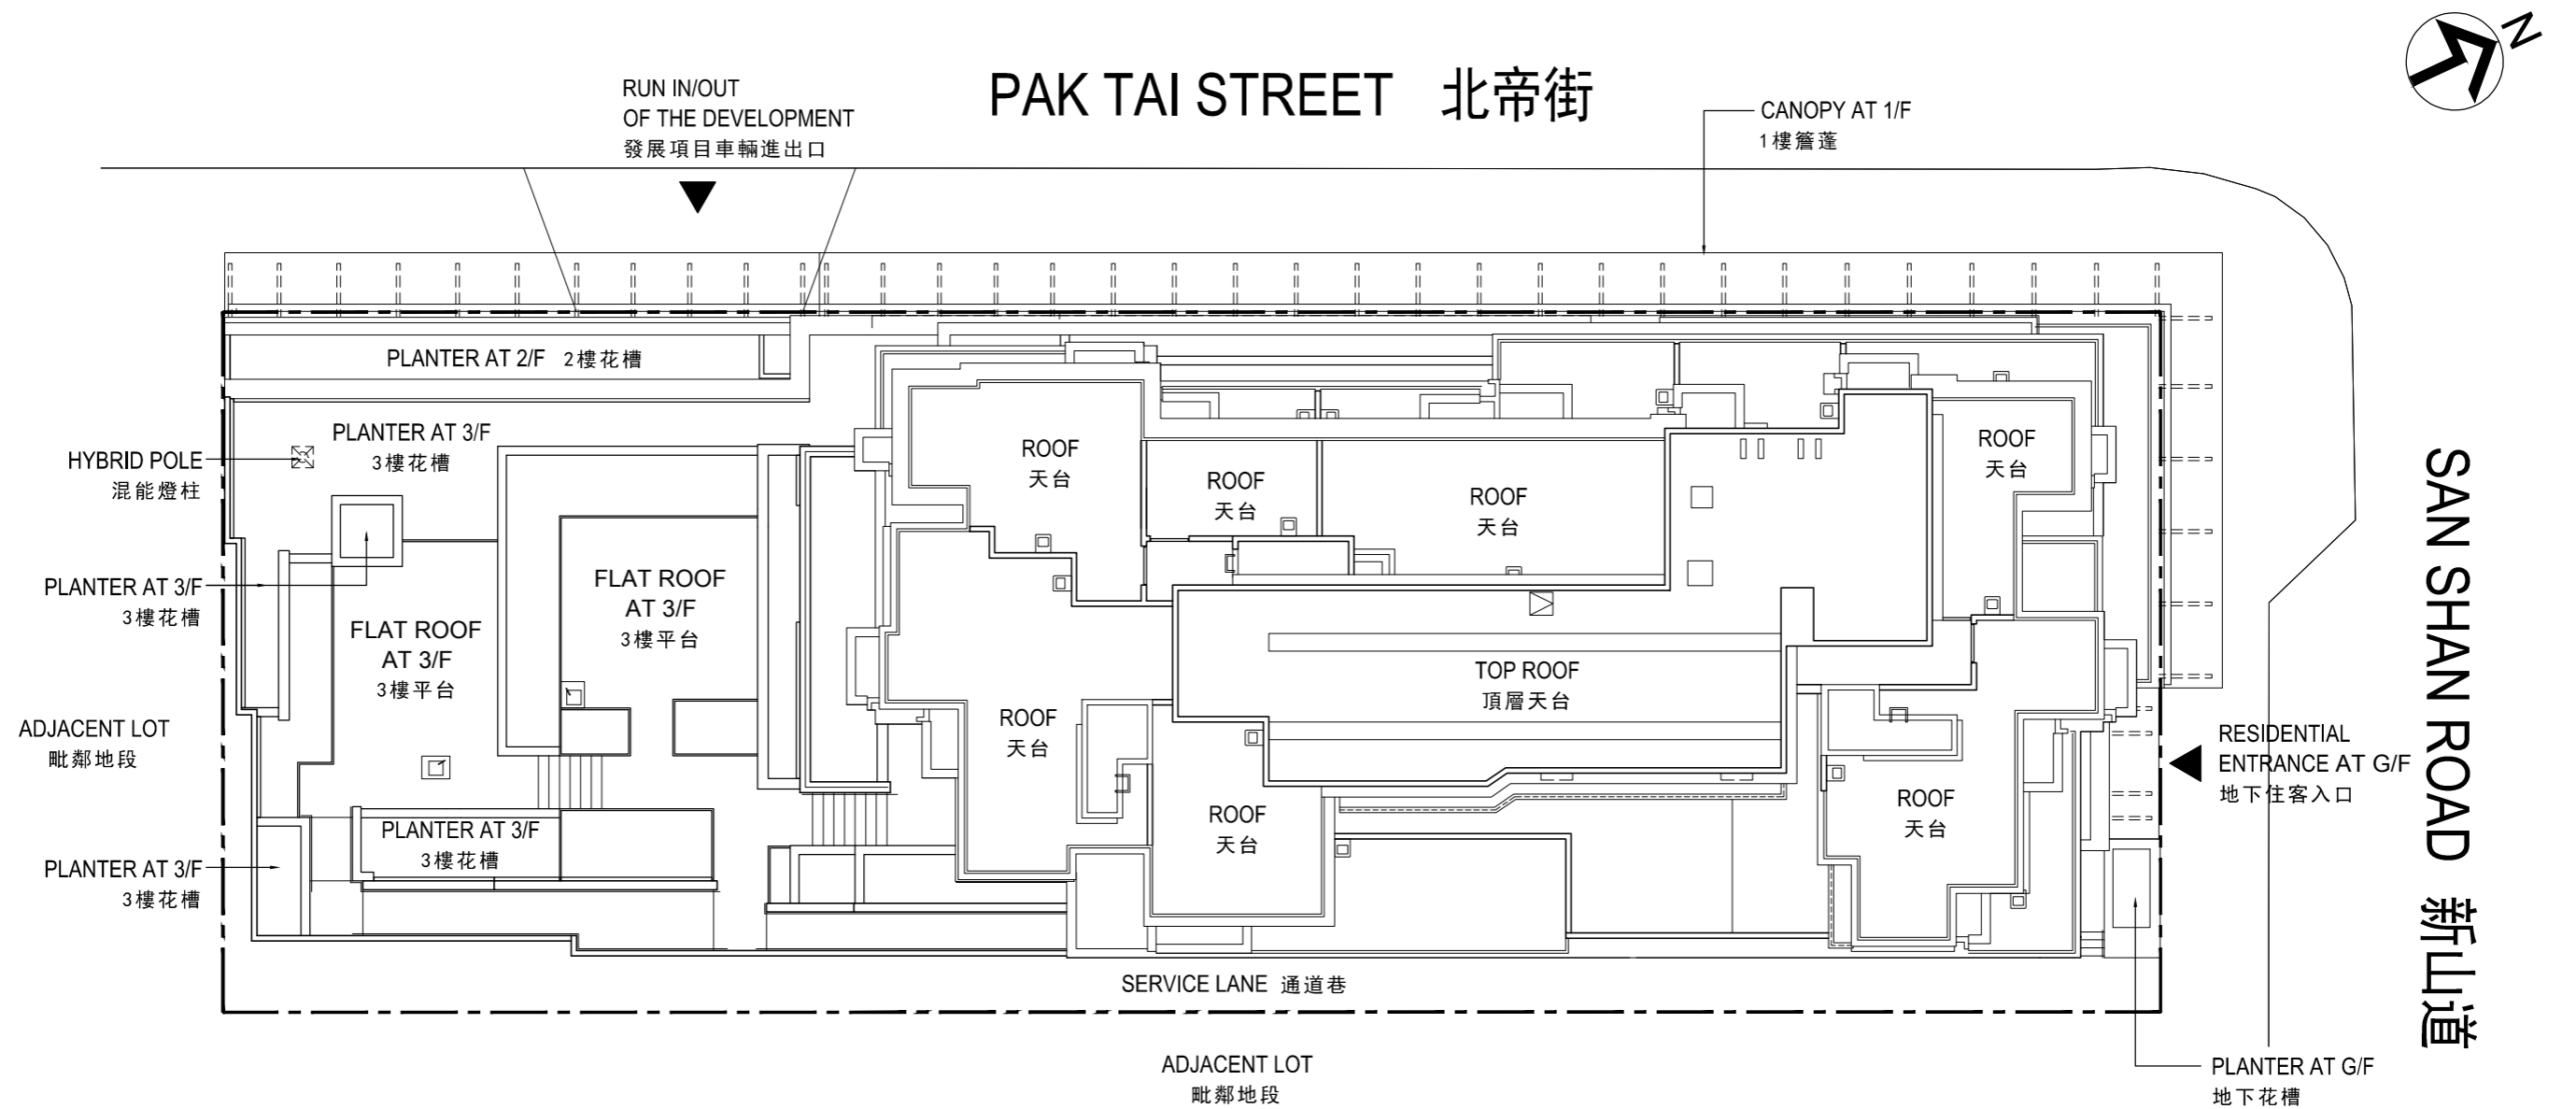 N
PAK TAI STREET 北帝街
RUN IN/OUT
OF THE DEVELOPMENT
發展項目車輛進出口
CANOPY AT 1/F
1樓簷蓬
PLANTER AT 2/F 2樓花槽
PLANTER AT 3/F
3樓花槽
HYBRID POLE
混能燈柱
PLANTER AT 3/F
3樓花槽
FLAT ROOF
AT 3/F
3樓平台
FLAT ROOF
AT 3/F
3樓平台
ROOF
天台
ROOF
天台
ROOF
天台
ROOF
天台
TOP ROOF
頂層天台
ROOF
天台
ROOF
天台
ROOF
天台
SAN SHAN ROAD 新山道
ADJACENT LOT
毗鄰地段
RESIDENTIAL
ENTRANCE AT G/F
地下住客入口
PLANTER AT 3/F
3樓花槽
PLANTER AT 3/F
3樓花槽
SERVICE LANE 通道巷
ADJACENT LOT
毗鄰地段
PLANTER AT G/F
地下花槽